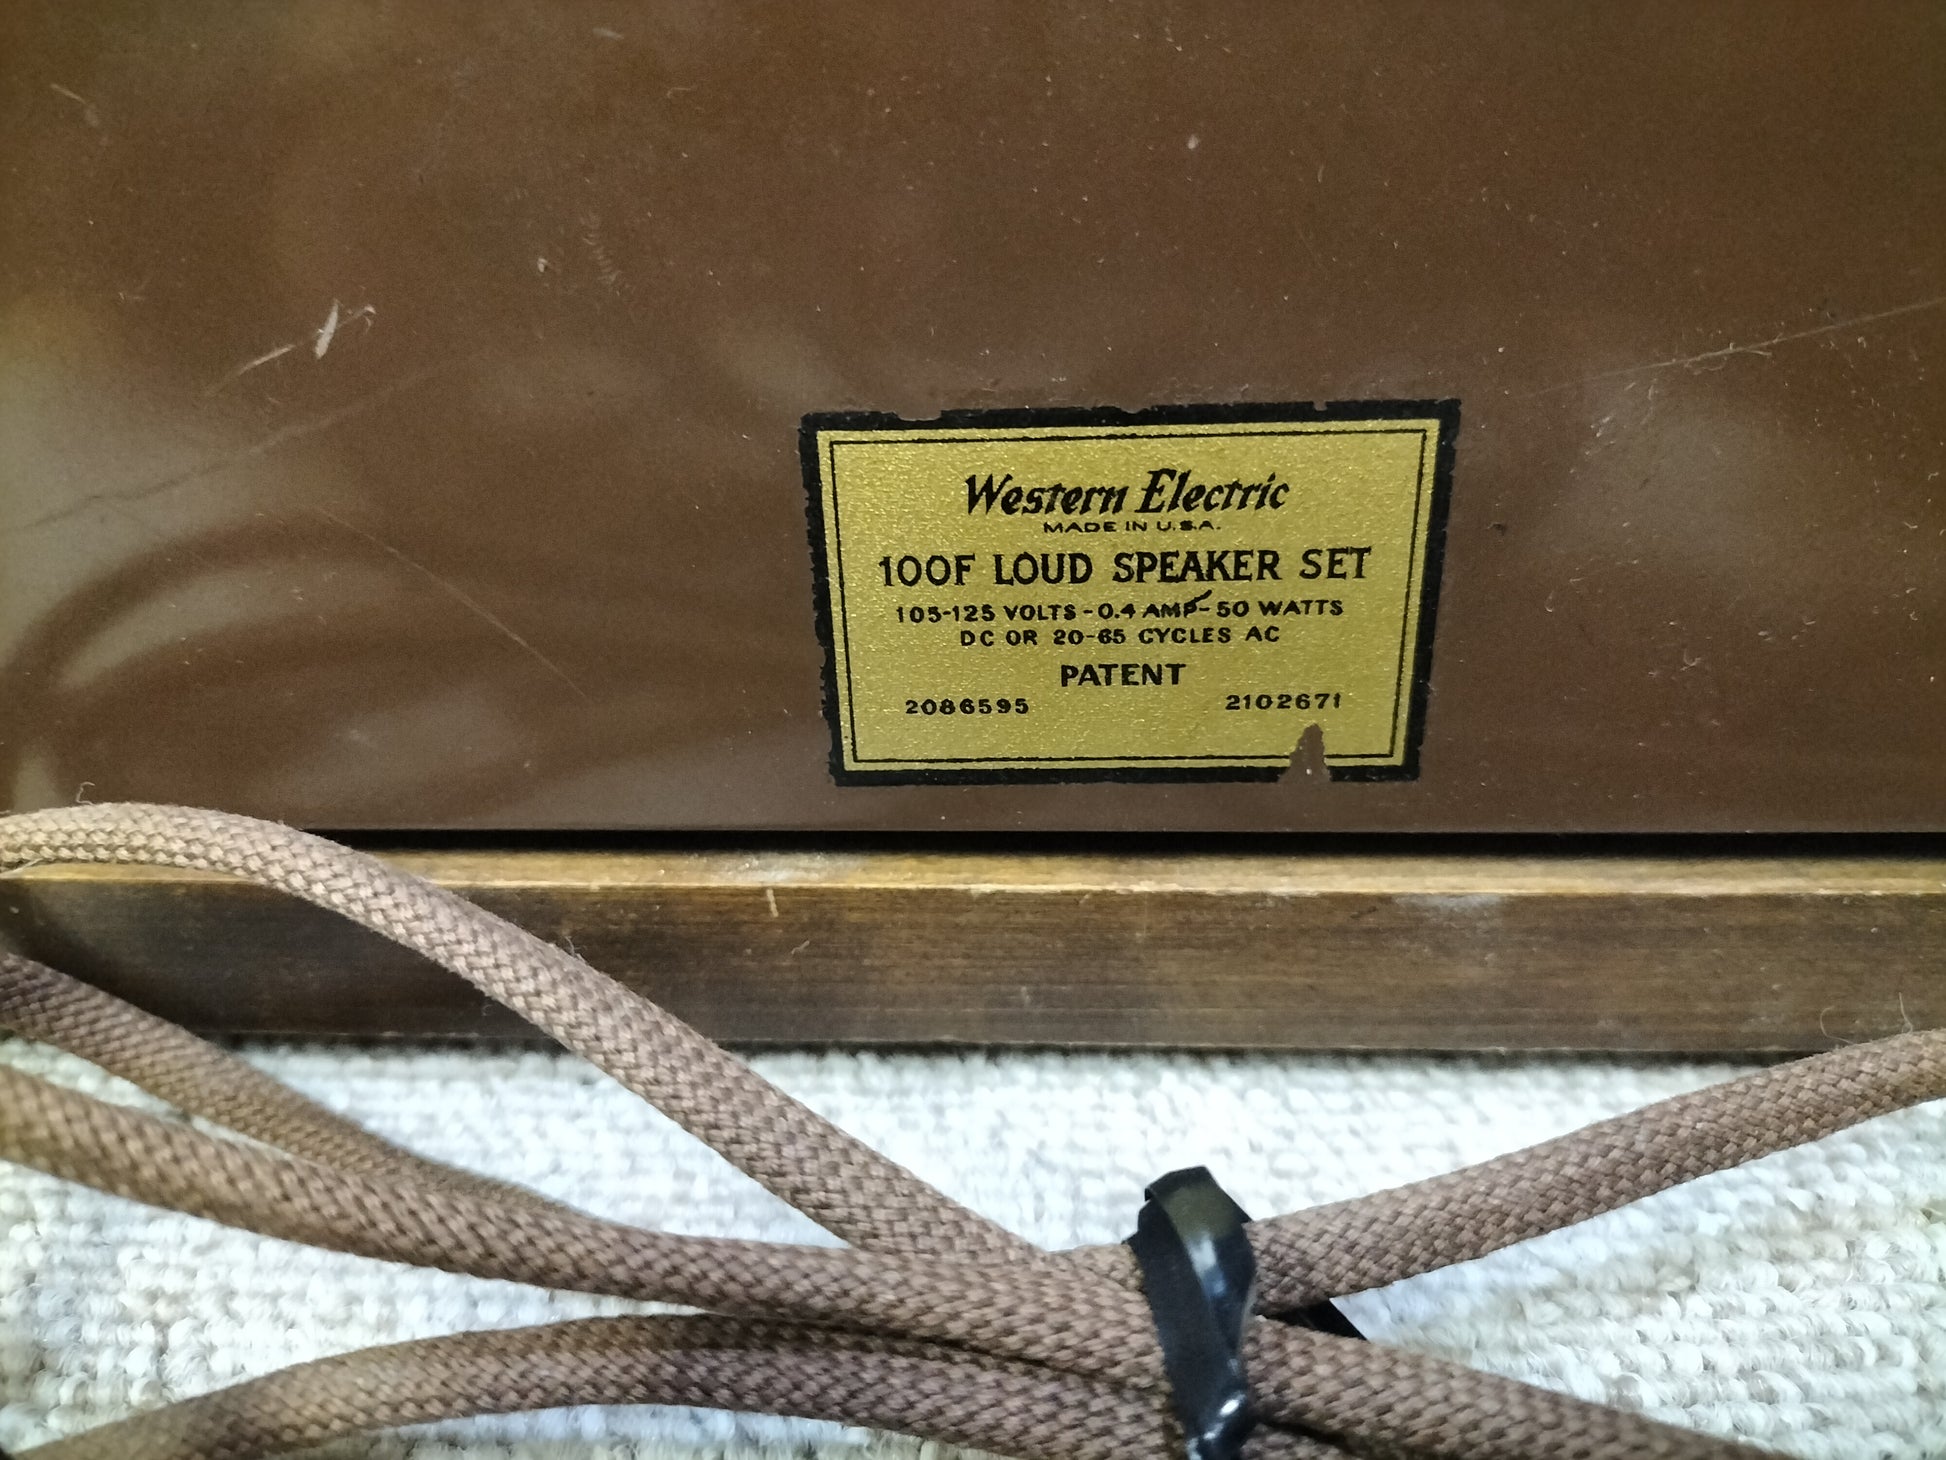 Western Electric
MADE IN U.S.A.
100F LOUD SPEAKER SET
105-125 VOLTS - 0.4 AMP - 50 WATTS
DC OR 20-65 CYCLES AC
PATENT
2086595 2102671